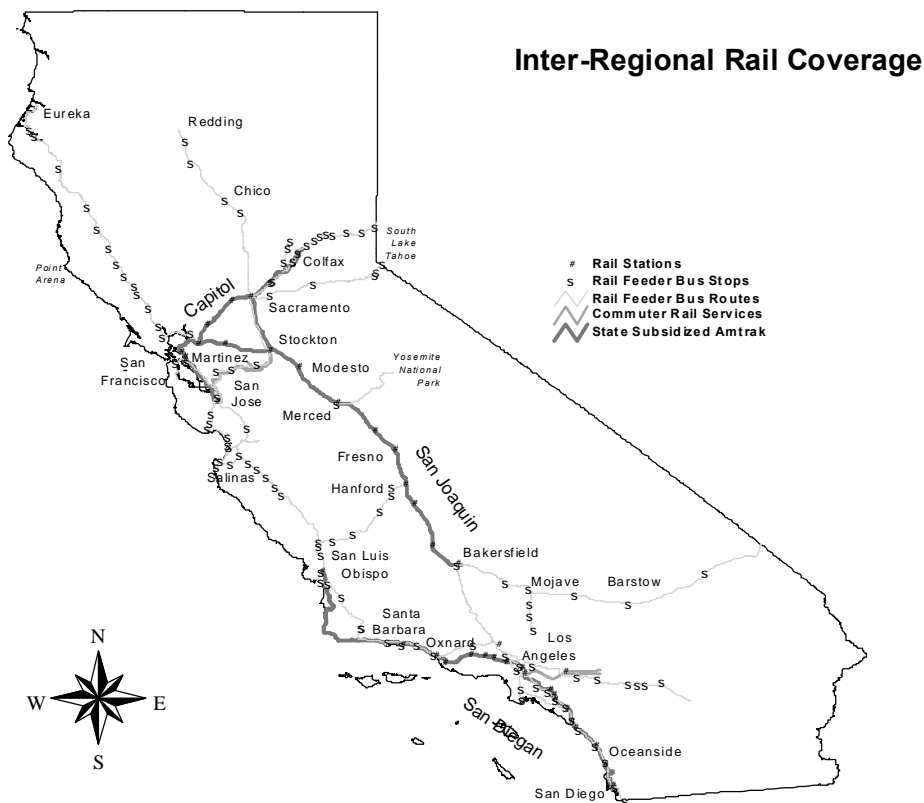 Inter-Regional Rail Coverage
Eureka
Redding
Chico
South
Lake
Tahoe
Colfax
Point
Arena
Capitol
Sacramento
# Rail Stations
S Rail Feeder Bus Stops
Rail Feeder Bus Routes
Commuter Rail Services
State Subsidized Amtrak
Stockton
Martinez
San
Francisco
Modesto
Yosemite
National
Park
San
Jose
Merced
Fresno
San Joaquin
Salinas
Hanford
San Luis
Obispo
Bakersfield
Mojave
Barstow
Santa
Barbara
Oxnard
Los
Angeles
San Diegan
Oceanside
San Diego
N
W
E
S